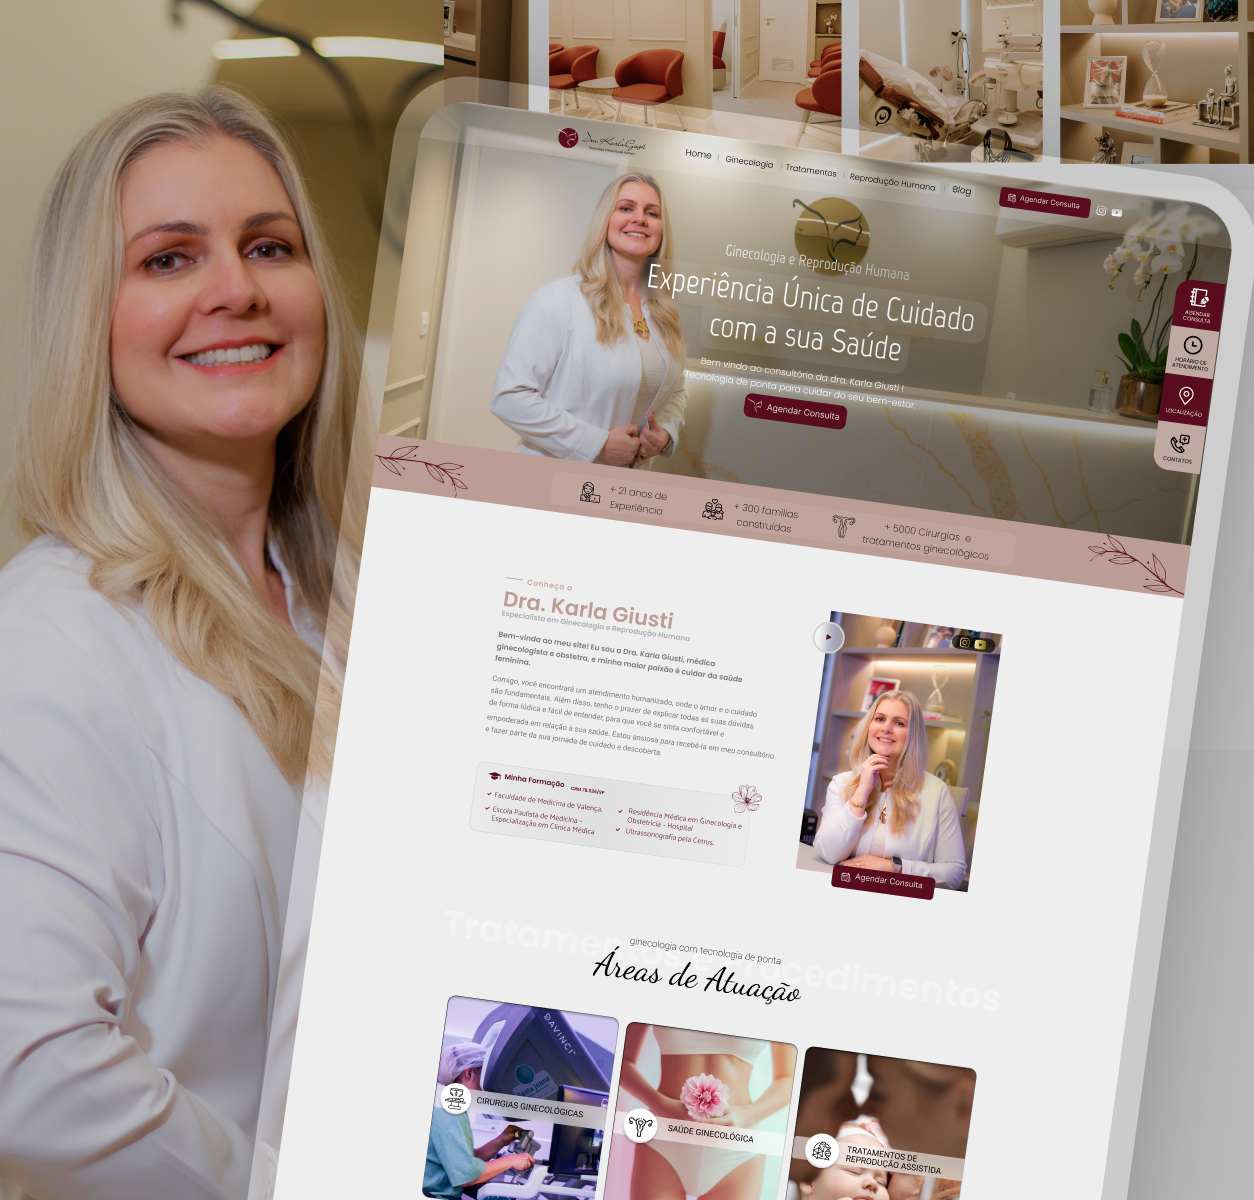 Dra. Karla Giusti
Home
Ginecologia
Tratamentos
Reprodução Humana
Blog
Agendar Consulta
Ginecologia e Reprodução Humana
Experiência Única de Cuidado
com a sua Saúde
Bem vindo ao consultório da dra. Karla Giusti !
Tecnologia de ponta para cuidar do seu bem-estar.
Agendar Consulta
AGENDAR
CONSULTA
HORÁRIO DE
ATENDIMENTO
LOCALIZAÇÃO
CONTATOS
+ 21 anos de
Experiência
+ 300 famílias
construídas
+ 5000 Cirurgias e
tratamentos ginecológicos
Conheça a
Dra. Karla Giusti
Especialista em Ginecologia e Reprodução Humana
Bem-vinda ao meu site! Eu sou a Dra. Karla Giusti, médica
ginecologista e obstetra, e minha maior paixão é cuidar da saúde
feminina.
Comigo, você encontrará um atendimento humanizado, onde o amor e o cuidado
são fundamentais. Além disso, tenho o prazer de explicar todas as suas dúvidas
de forma lúdica e fácil de entender, para que você se sinta confortável e
empoderada em relação à sua saúde. Estou ansiosa para recebê-la em meu consultório
e fazer parte da sua jornada de cuidado e descoberta.
Minha Formação
Faculdade de Medicina de Valença.
Escola Paulista de Medicina -
Especialização em Clínica Médica
Residência Médica em Ginecologia e
Obstetrícia - Hospital
Ultrassonografia pela Cetrus.
Agendar Consulta
Tratamentos e Procedimentos
ginecologia com tecnologia de ponta
Áreas de Atuação
DAVINCI
CIRURGIAS GINECOLÓGICAS
SAÚDE GINECOLÓGICA
TRATAMENTOS DE
REPRODUÇÃO ASSISTIDA